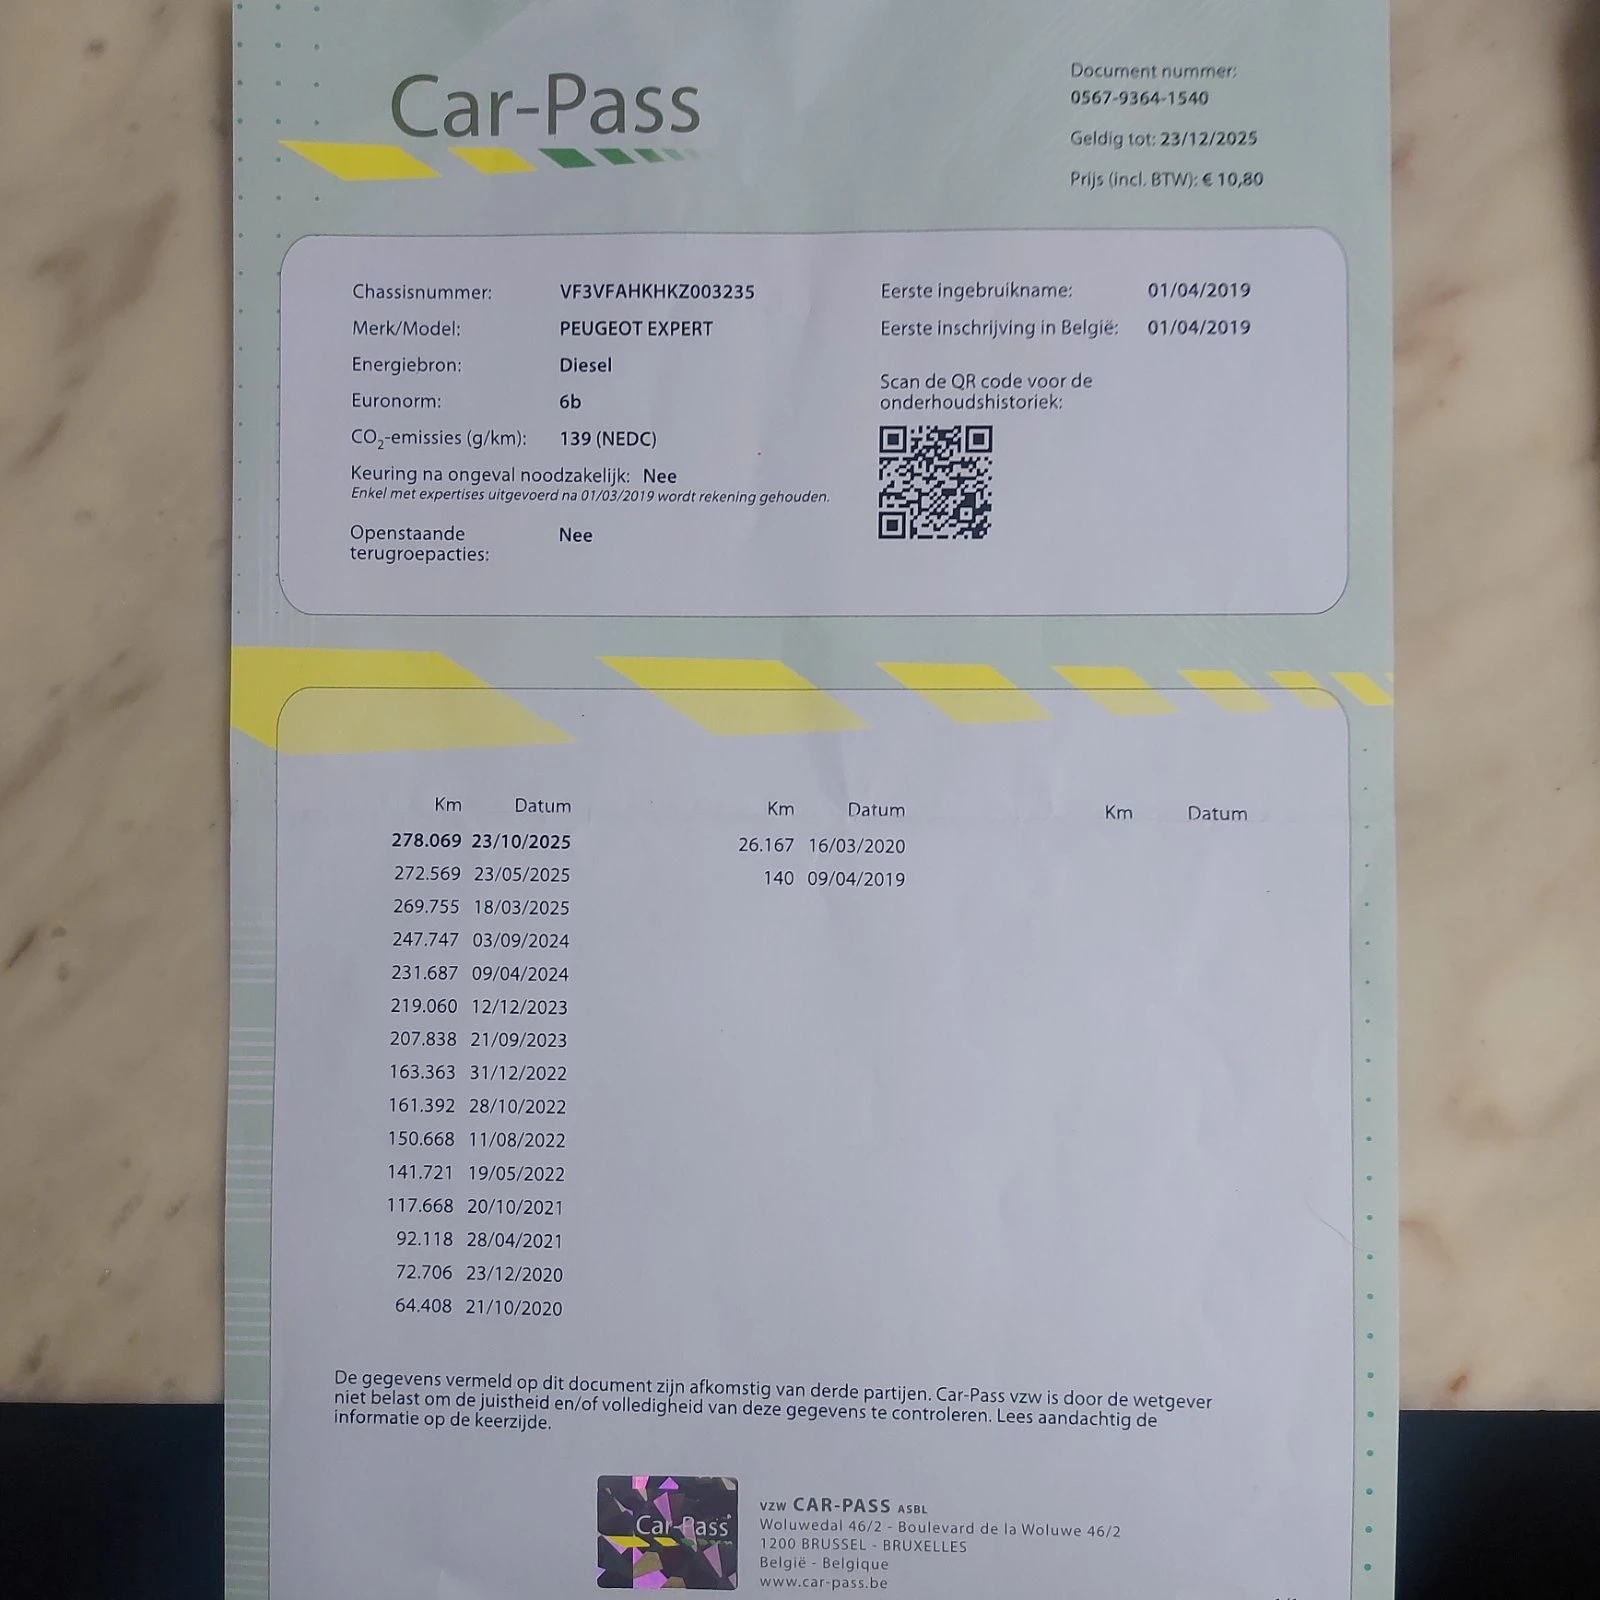 Car-Pass
Document nummer:
0567-9364-1540
Geldig tot: 23/12/2025
Prijs (incl. BTW): € 10,80
Chassisnummer: VF3VFAHKHKZ003235
Merk/Model: PEUGEOT EXPERT
Energiebron: Diesel
Euronorm: 6b
CO2-emissies (g/km): 139 (NEDC)
Keuring na ongeval noodzakelijk: Nee
Enkel met expertises uitgevoerd na 01/03/2019 wordt rekening gehouden.
Openstaande Nee
terugroepacties:
Eerste ingebruikname: 01/04/2019
Eerste inschrijving in België: 01/04/2019
Scan de QR code voor de
onderhoudshistoriek:
Km Datum
278.069 23/10/2025
272.569 23/05/2025
269.755 18/03/2025
247.747 03/09/2024
231.687 09/04/2024
219.060 12/12/2023
207.838 21/09/2023
163.363 31/12/2022
161.392 28/10/2022
150.668 11/08/2022
141.721 19/05/2022
117.668 20/10/2021
92.118 28/04/2021
72.706 23/12/2020
64.408 21/10/2020
Km Datum
26.167 16/03/2020
140 09/04/2019
Km Datum
De gegevens vermeld op dit document zijn afkomstig van derde partijen. Car-Pass vzw is door de wetgever
niet belast om de juistheid en/of volledigheid van deze gegevens te controleren. Lees aandachtig de
informatie op de keerzijde.
Car-Pass
vzw CAR-PASS ASBL
Woluwedal 46/2 - Boulevard de la Woluwe 46/2
1200 BRUSSEL - BRUXELLES
België - Belgique
www.car-pass.be